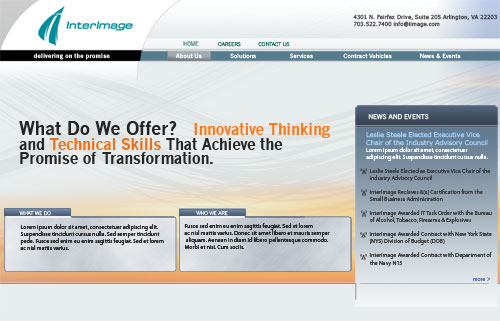 InterImage
4301 N. Fairfax Drive, Suite 205 Arlington, VA 22203
703.522.7400 info@iimage.com
HOME CAREERS CONTACT US
delivering on the promise
About Us Solutions Services Contract Vehicles News & Events
What Do We Offer? Innovative Thinking
and Technical Skills That Achieve the
Promise of Transformation.
NEWS AND EVENTS
Leslie Steele Elected Executive Vice
Chair of the Industry Advisory Council
Lorem ipsum dolor sit amet, consectetuer
adipiscing elit. Suspendisse tincidunt cursus nulla.
Leslie Steele Elected as Executive Vice Chair of the
Industry Advisory Council
InterImage Recieves 8(a) Certification from the
Small Business Administration
InterImage Awarded IT Task Order with the Bureau
of Alcohol, Tobacco, Firearms & Explosives
InterImage Awarded Contract with New York State
(NYS) Division of Budget (DOB)
InterImage Awarded Contract with Department of
the Navy N15
more >
WHAT WE DO
Lorem ipsum dolor sit amet, consectetuer adipiscing elit.
Suspendisse tincidunt cursus nulla. Sed semper tincidunt
pede. Fusce sed enim eu enim sagittis feugiat. Sed et lorem
ac nisl mattis varius.
WHO WE ARE
Fusce sed enim eu enim sagittis feugiat. Sed et lorem
ac nisl mattis varius. Donec sit amet libero et mauris semper
aliquam. Aenean in diam id libero pellentesque commodo.
Morbi et nisi. Cum sociis.